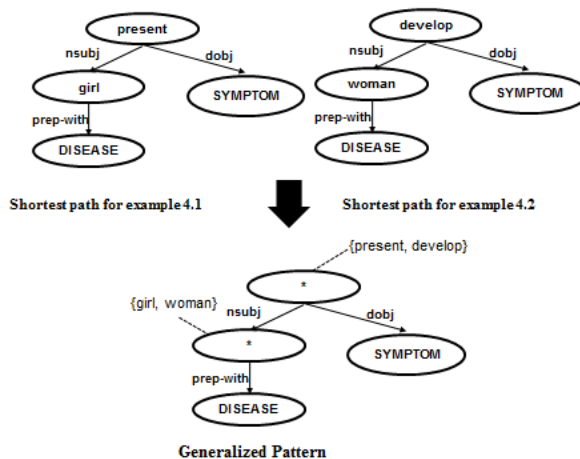 present
develop
nsubj
dobj
nsubj
dobj
girl
SYMPTOM
woman
SYMPTOM
prep-with
prep-with
DISEASE
DISEASE
Shortest path for example 4.1
Shortest path for example 4.2
{present, develop}
*
{girl, woman}
nsubj
dobj
*
SYMPTOM
prep-with
DISEASE
Generalized Pattern